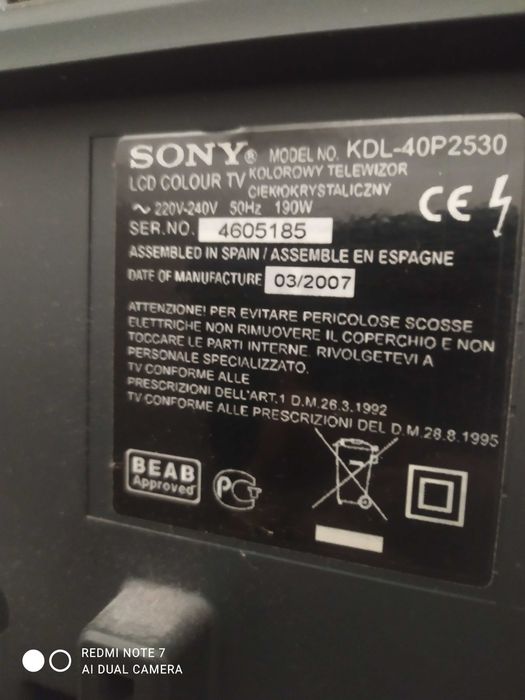 SONY® MODEL NO. KDL-40P2530
LCD COLOUR TV KOLOROWY TELEWIZOR
CIEKŁOKRYSTALICZNY
~ 220V-240V 50Hz 190W
CE
SER.NO. 4605185
ASSEMBLED IN SPAIN / ASSEMBLE EN ESPAGNE
DATE OF MANUFACTURE 03/2007
ATTENZIONE! PER EVITARE PERICOLOSE SCOSSE
ELETTRICHE NON RIMUOVERE IL COPERCHIO E NON
TOCCARE LE PARTI INTERNE. RIVOLGETEVI A
PERSONALE SPECIALIZZATO.
TV CONFORME ALLE
PRESCRIZIONI DELL'ART.1 D.M.26.3.1992
TV CONFORME ALLE PRESCRIZIONI DEL D.M.28.8.1995
BEAB
Approved
PCT
REDMI NOTE 7
AI DUAL CAMERA